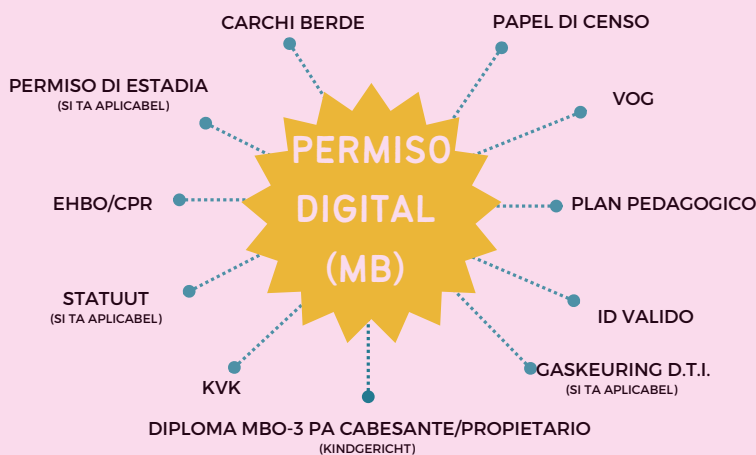 CARCHI BERDE
PAPEL DI CENSO
PERMISO DI ESTADIA
(SI TA APLICABEL)
VOG
PERMISO
DIGITAL
(MB)
EHBO/CPR
PLAN PEDAGOGICO
STATUUT
(SI TA APLICABEL)
ID VALIDO
KVK
GASKEURING D.T.I.
(SI TA APLICABEL)
DIPLOMA MBO-3 PA CABESANTE/PROPIETARIO
(KINDGERICHT)